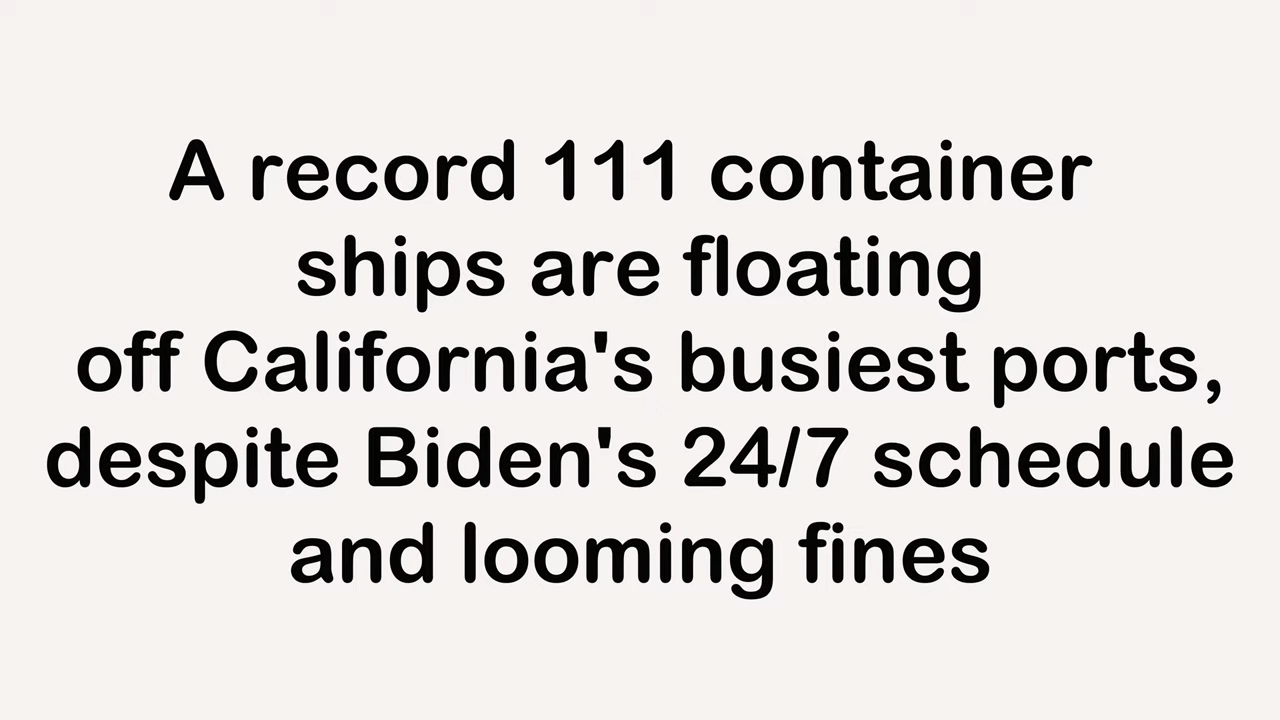 A record 111 container
ships are floating
off California's busiest ports,
despite Biden's 24/7 schedule
and looming fines